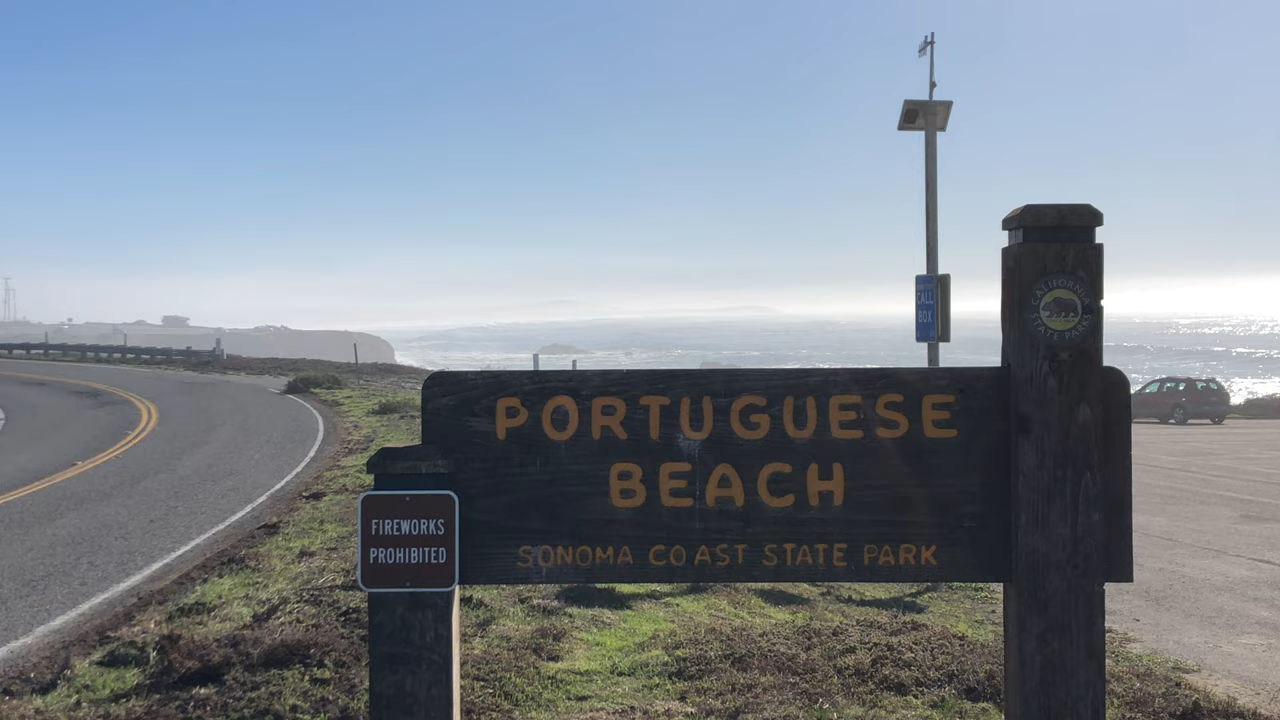 PORTUGUESE
BEACH
SONOMA COAST STATE PARK
FIREWORKS
PROHIBITED
CALIFORNIA
STATE PARKS
CALL
BOX